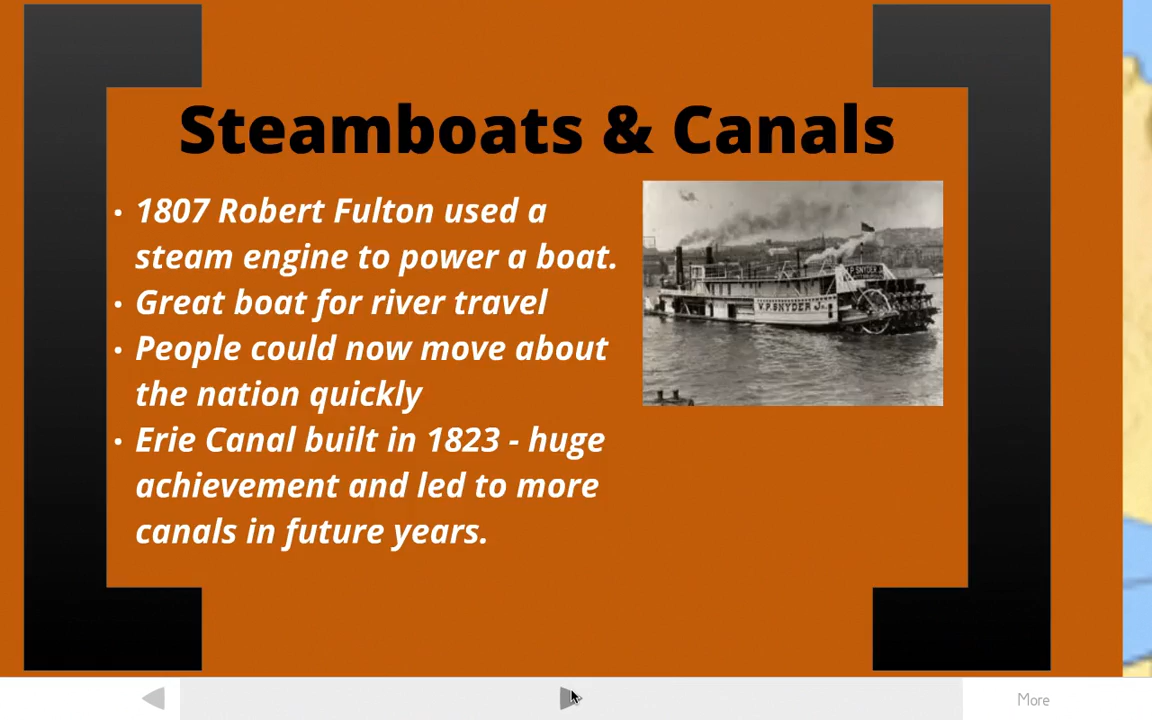 Steamboats & Canals
• 1807 Robert Fulton used a
steam engine to power a boat.
• Great boat for river travel
• People could now move about
the nation quickly
• Erie Canal built in 1823 - huge
achievement and led to more
canals in future years.
P. SNYDER J
V.P. SNYDER J.
More